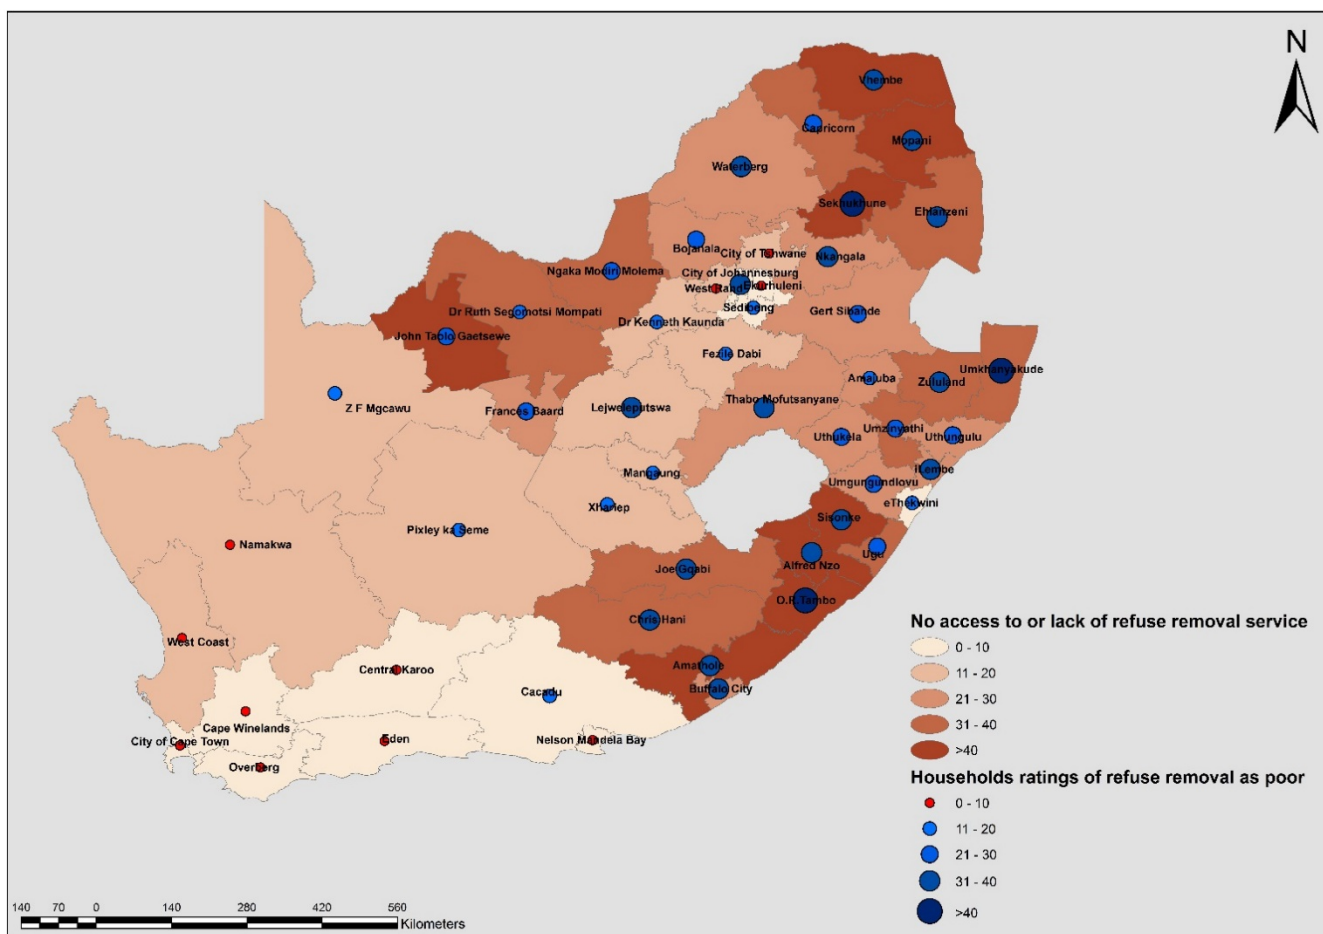 N
Vhembe
Capricorn
Mopani
Waterberg
Sekhukhune
Ehlanzeni
Bojanala
City of Tshwane
Nkangala
Ngaka Modiri Molema
City of Johannesburg
West Rand
Ekurhuleni
Sedibeng
Dr Ruth Segomotsi Mompati
Dr Kenneth Kaunda
Gert Sibande
John Taolo Gaetsewe
Fezile Dabi
Umkhanyakude
Amajuba
Zululand
Z F Mgcawu
Frances Baard
Lejweleputswa
Thabo Mofutsanyane
Umzinyathi
Uthukela
Uthungulu
Mangaung
iLembe
Umgungundlovu
Xhariep
eThekwini
Pixley ka Seme
Sisonke
Namakwa
Ugu
Alfred Nzo
Joe Gqabi
O.R.Tambo
Chris Hani
West Coast
Central Karoo
Amathole
Cacadu
Buffalo City
Cape Winelands
City of Cape Town
Eden
Nelson Mandela Bay
Overberg
No access to or lack of refuse removal service
0 - 10
11 - 20
21 - 30
31 - 40
>40
Households ratings of refuse removal as poor
0 - 10
11 - 20
21 - 30
31 - 40
>40
140 70 0 140 280 420 560
Kilometers